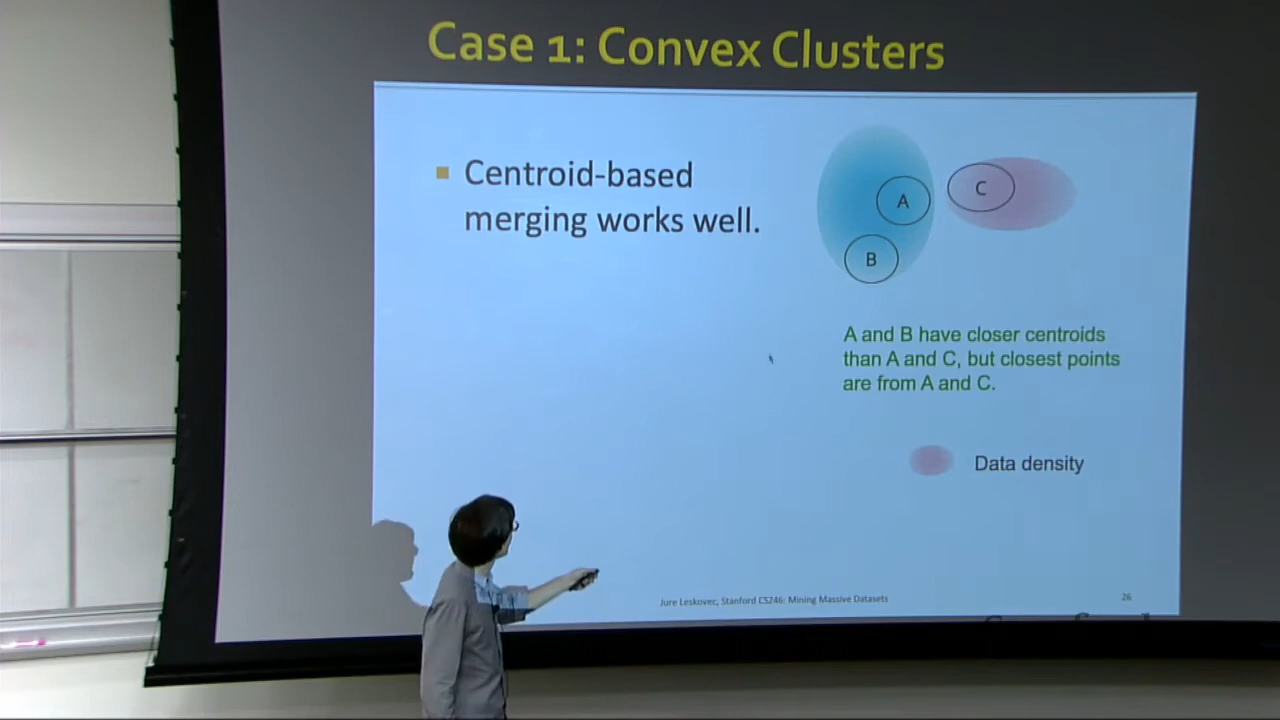 Case 1: Convex Clusters
Centroid-based
merging works well.
A
C
B
A and B have closer centroids
than A and C, but closest points
are from A and C.
Data density
Jure Leskovec, Stanford CS246: Mining Massive Datasets
26